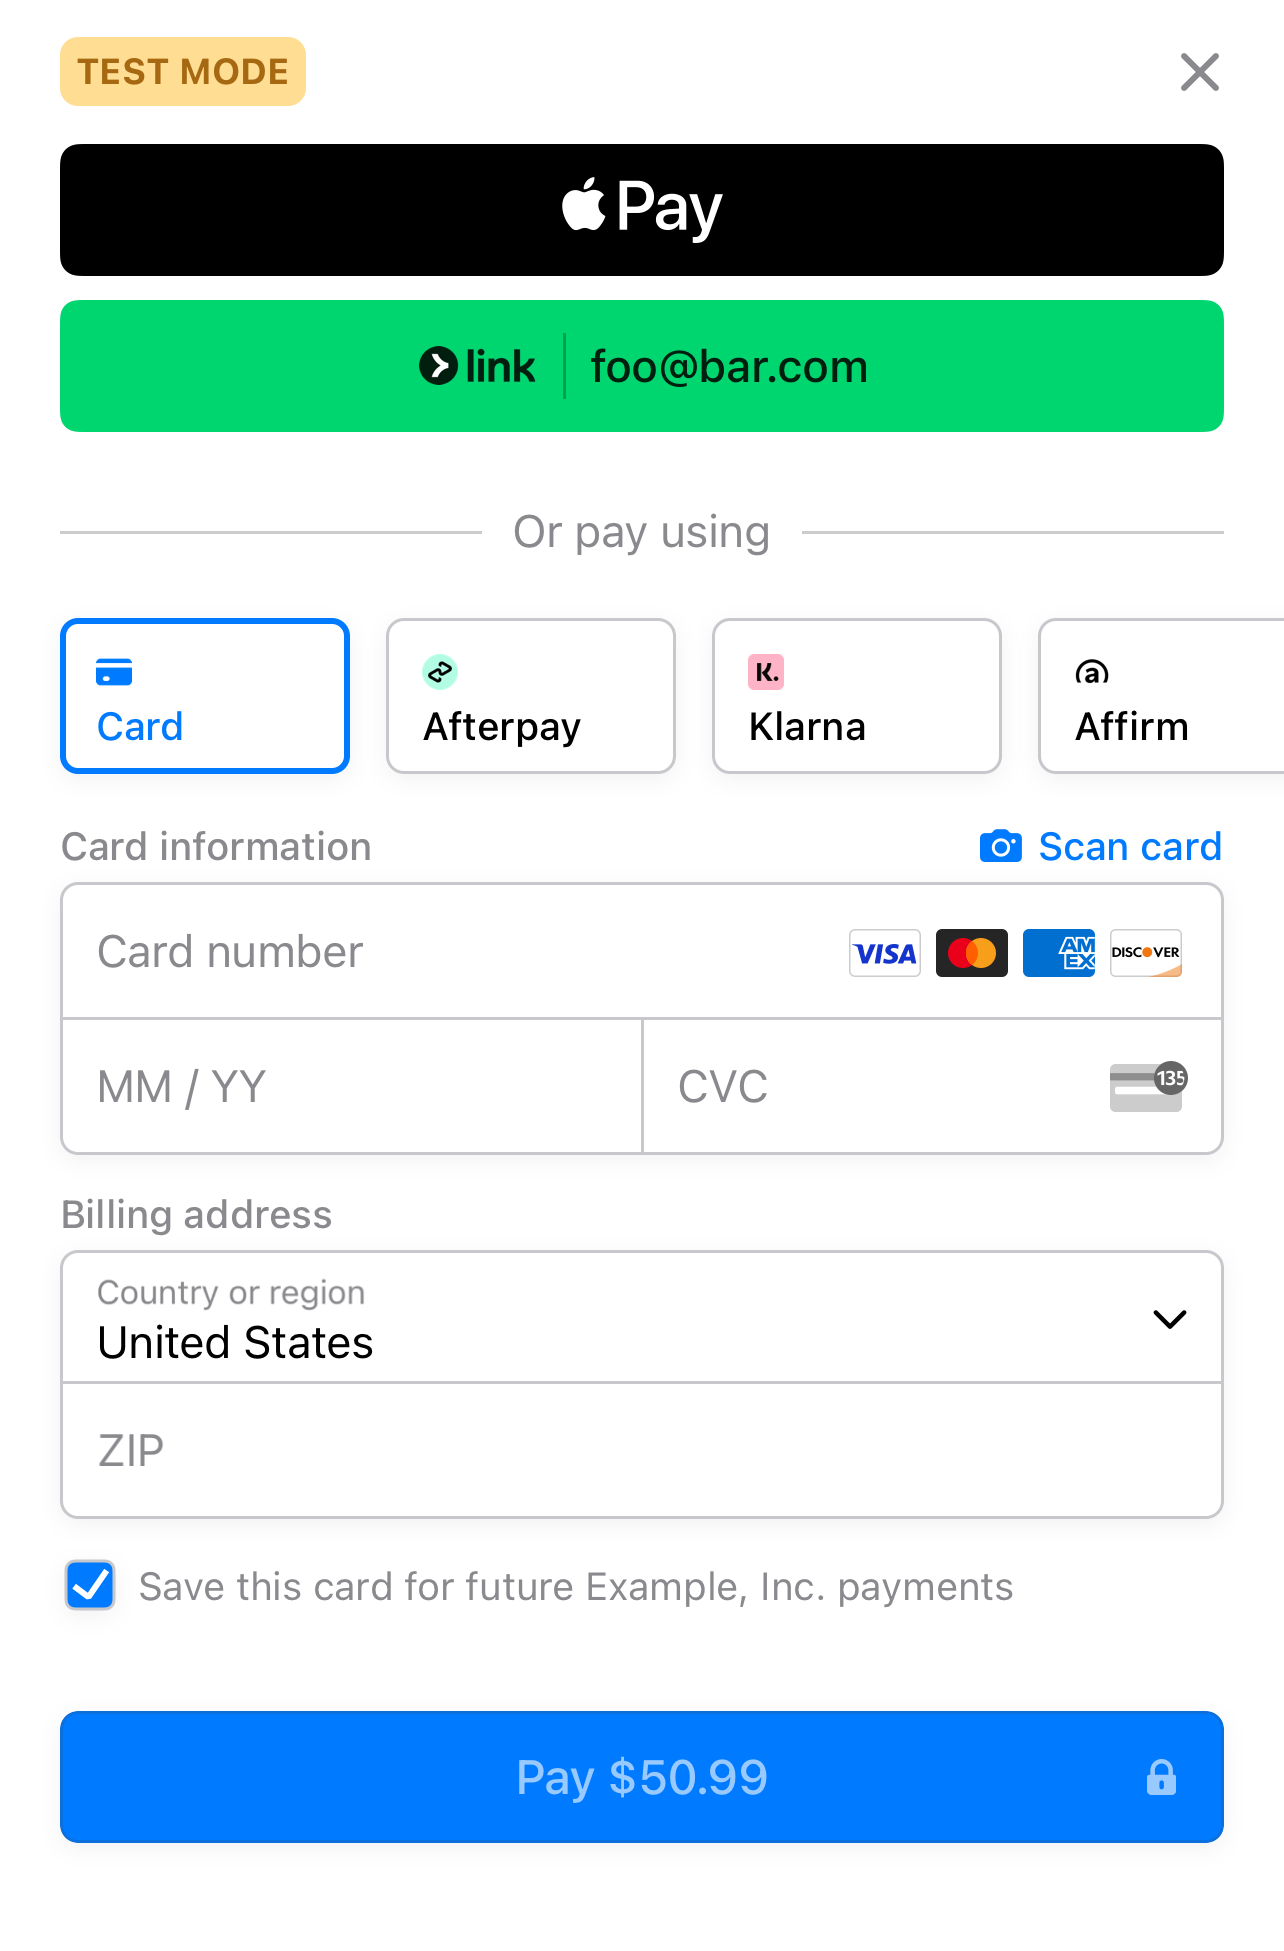 TEST MODE
Pay
link foo@bar.com
Or pay using
Card
Afterpay
K.
Klarna
a
Affirm
Card information
Scan card
Card number
VISA
AM
EX
DISCOVER
MM / YY
CVC
135
Billing address
Country or region
United States
ZIP
Save this card for future Example, Inc. payments
Pay $50.99